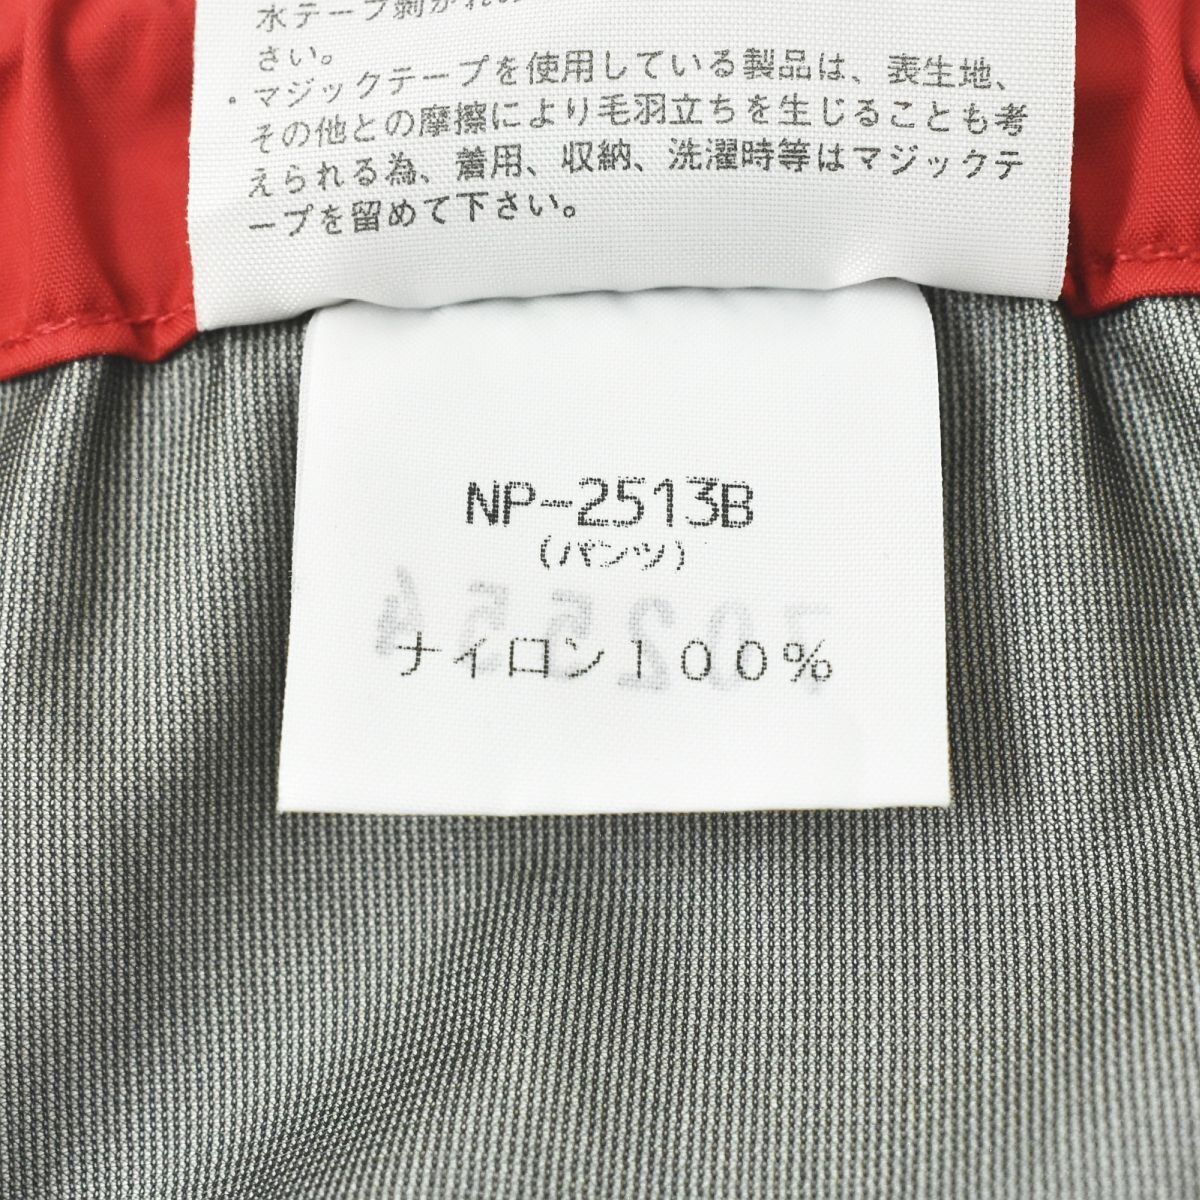 水テープ剥がれの
さい。
・マジックテープを使用している製品は、表生地、
その他との摩擦により毛羽立ちを生じることも考
えられる為、着用、収納、洗濯時等はマジックテ
ープを留めて下さい。
NP-2513B
(パンツ)
ナイロン100%